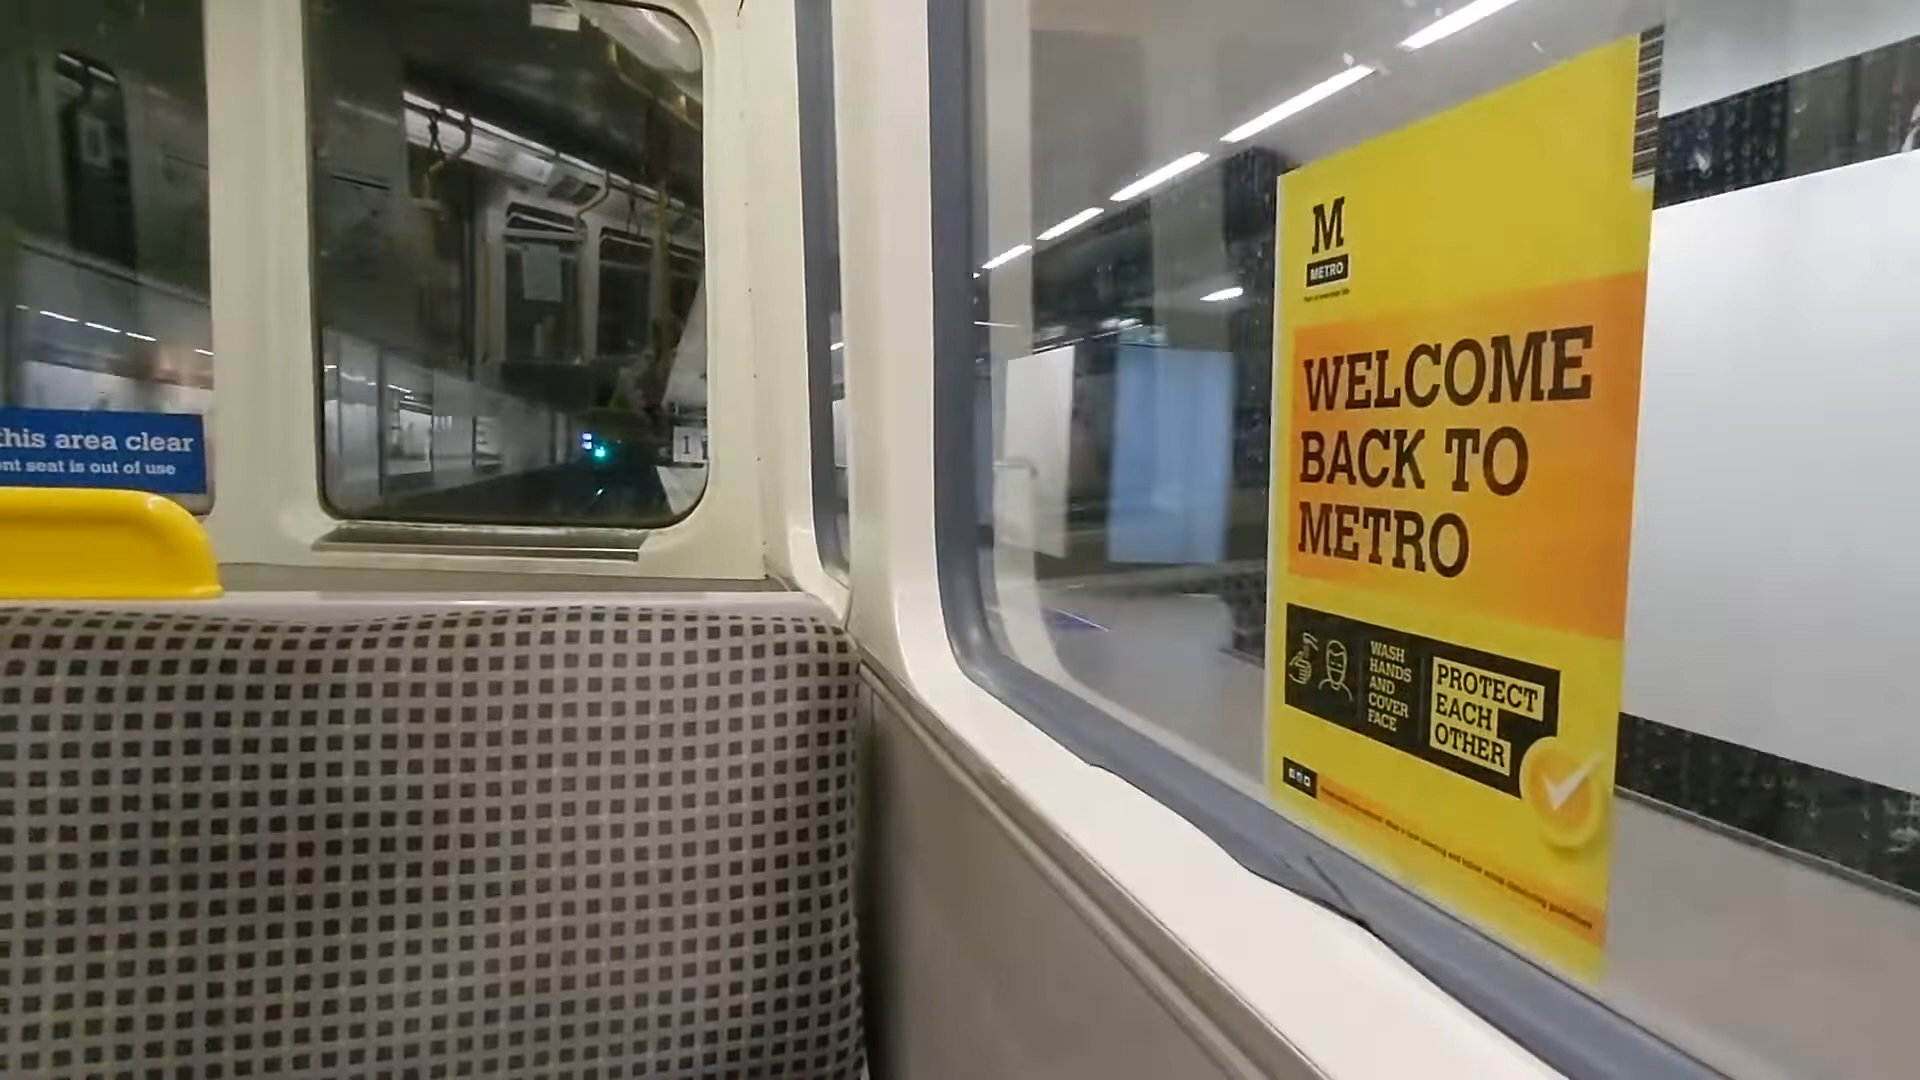 this area clear
nt seat is out of use
1
M
METRO
WELCOME
BACK TO
METRO
WASH
HANDS
AND
COVER
FACE
PROTECT
EACH
OTHER